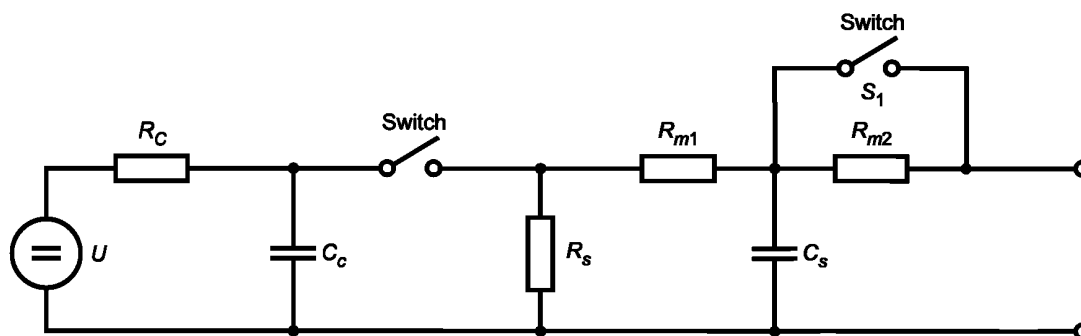 Switch
S1
Switch
RC
Rm1
Rm2
U
Cc
Rs
Cs